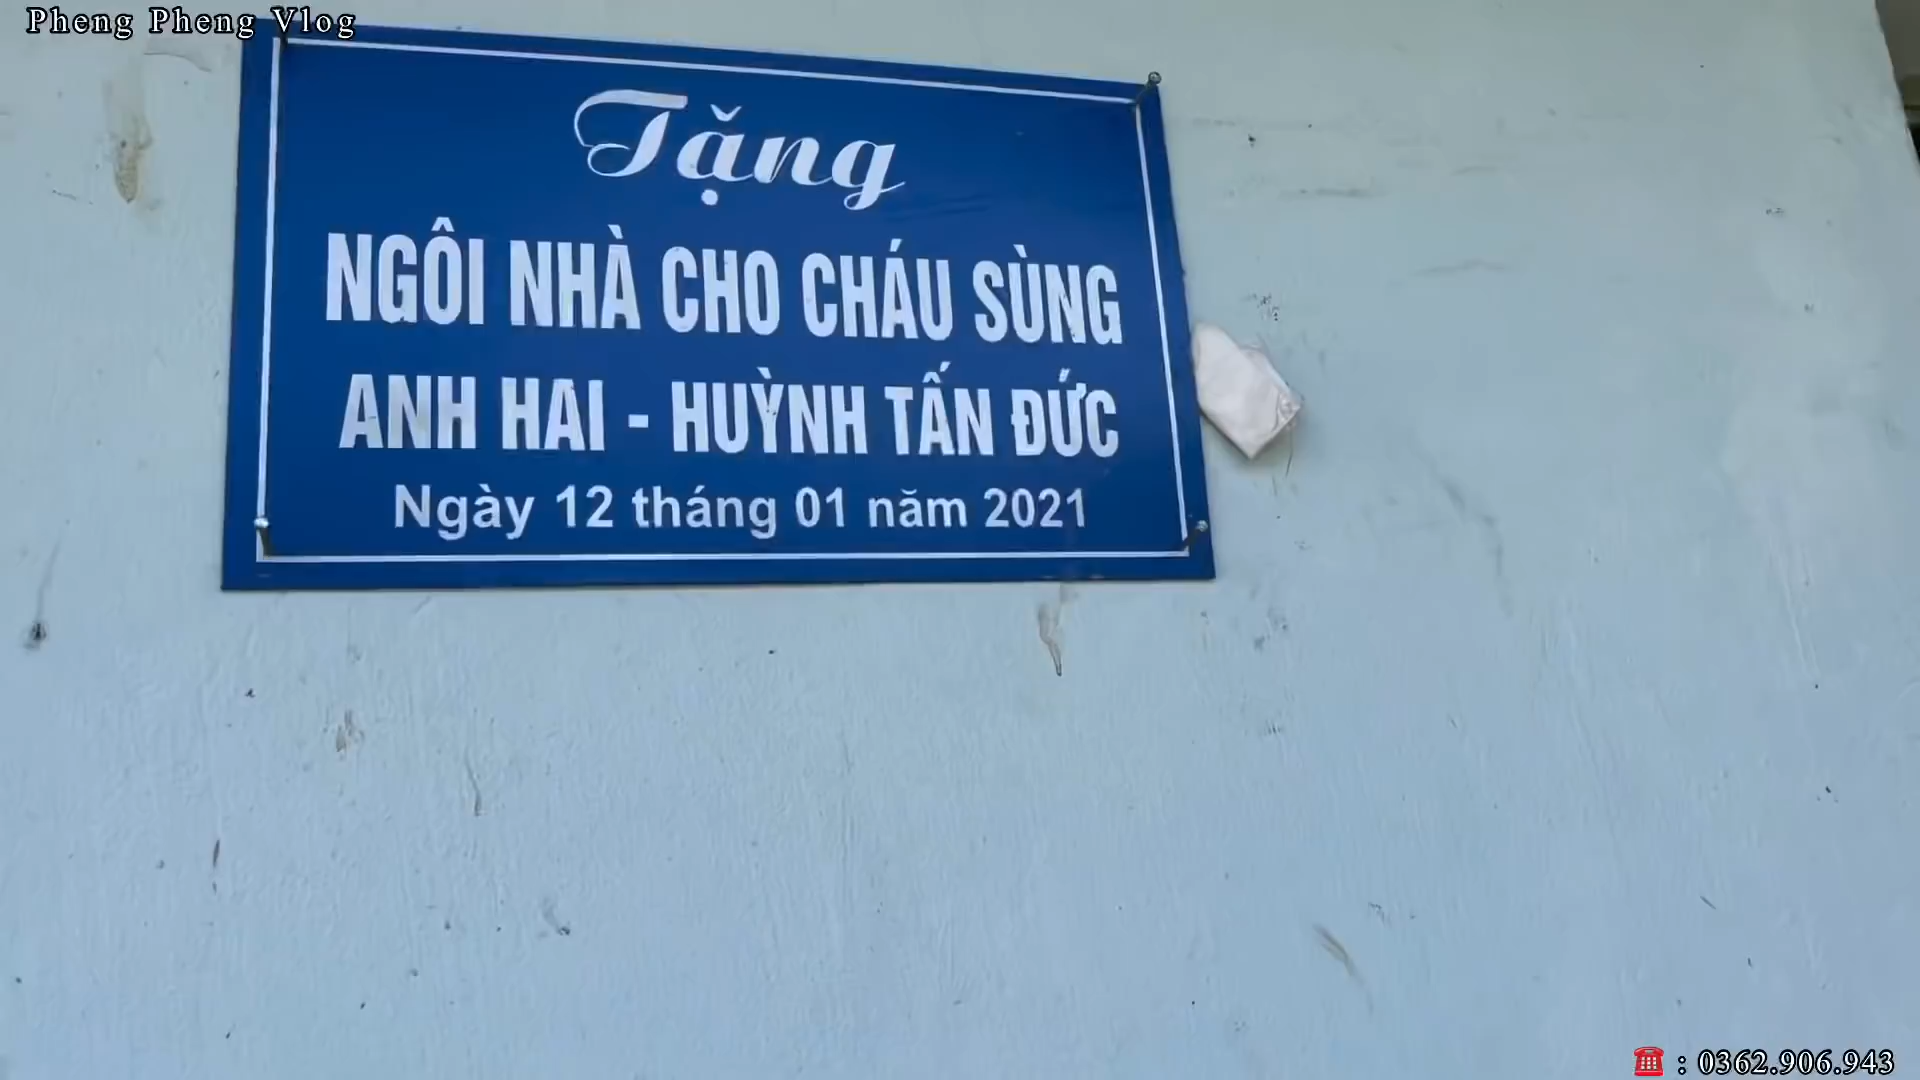 Pheng Pheng Vlog
Tặng
NGÔI NHÀ CHO CHÁU SÙNG
ANH HAI - HUỲNH TẤN ĐỨC
Ngày 12 tháng 01 năm 2021
☎ : 0362.906.943